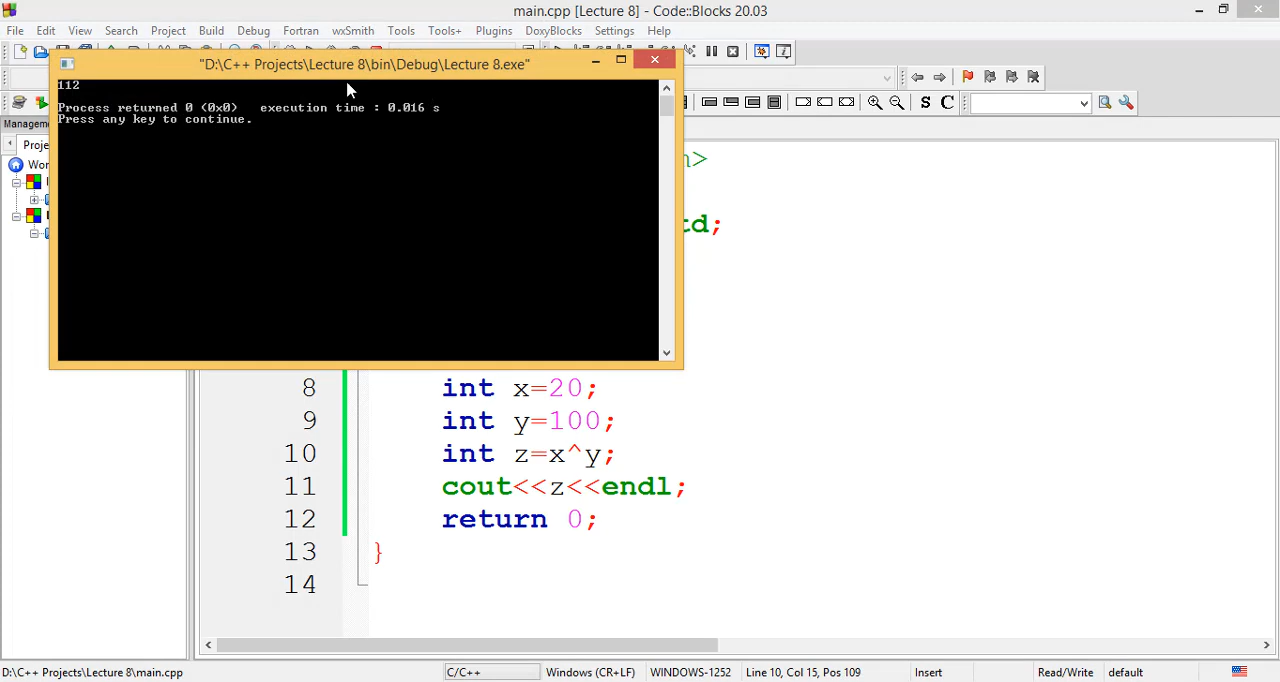 main.cpp [Lecture 8] - Code::Blocks 20.03
File Edit View Search Project Build Debug Fortran wxSmith Tools Tools+ Plugins DoxyBlocks Settings Help
"D:\C++ Projects\Lecture 8\bin\Debug\Lecture 8.exe"
112
Process returned 0 (0x0) execution time : 0.016 s
Press any key to continue.
S C
Managem
Proje
Wor
>
td;
8 int x=20;
9 int y=100;
10 int z=x^y;
11 cout<<z<<endl;
12 return 0;
13 }
14
D:\C++ Projects\Lecture 8\main.cpp C/C++ Windows (CR+LF) WINDOWS-1252 Line 10, Col 15, Pos 109 Insert Read/Write default